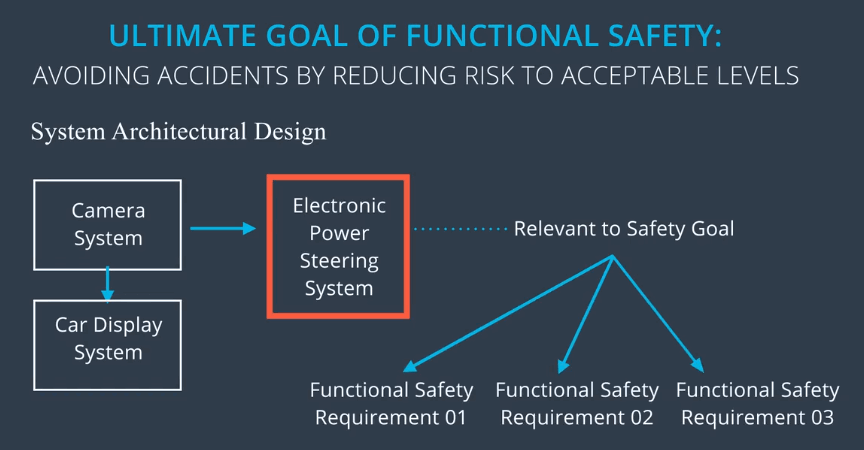 ULTIMATE GOAL OF FUNCTIONAL SAFETY:
AVOIDING ACCIDENTS BY REDUCING RISK TO ACCEPTABLE LEVELS
System Architectural Design
Camera
System
Electronic
Power
Steering
System
Relevant to Safety Goal
Car Display
System
Functional Safety
Requirement 01
Functional Safety
Requirement 02
Functional Safety
Requirement 03